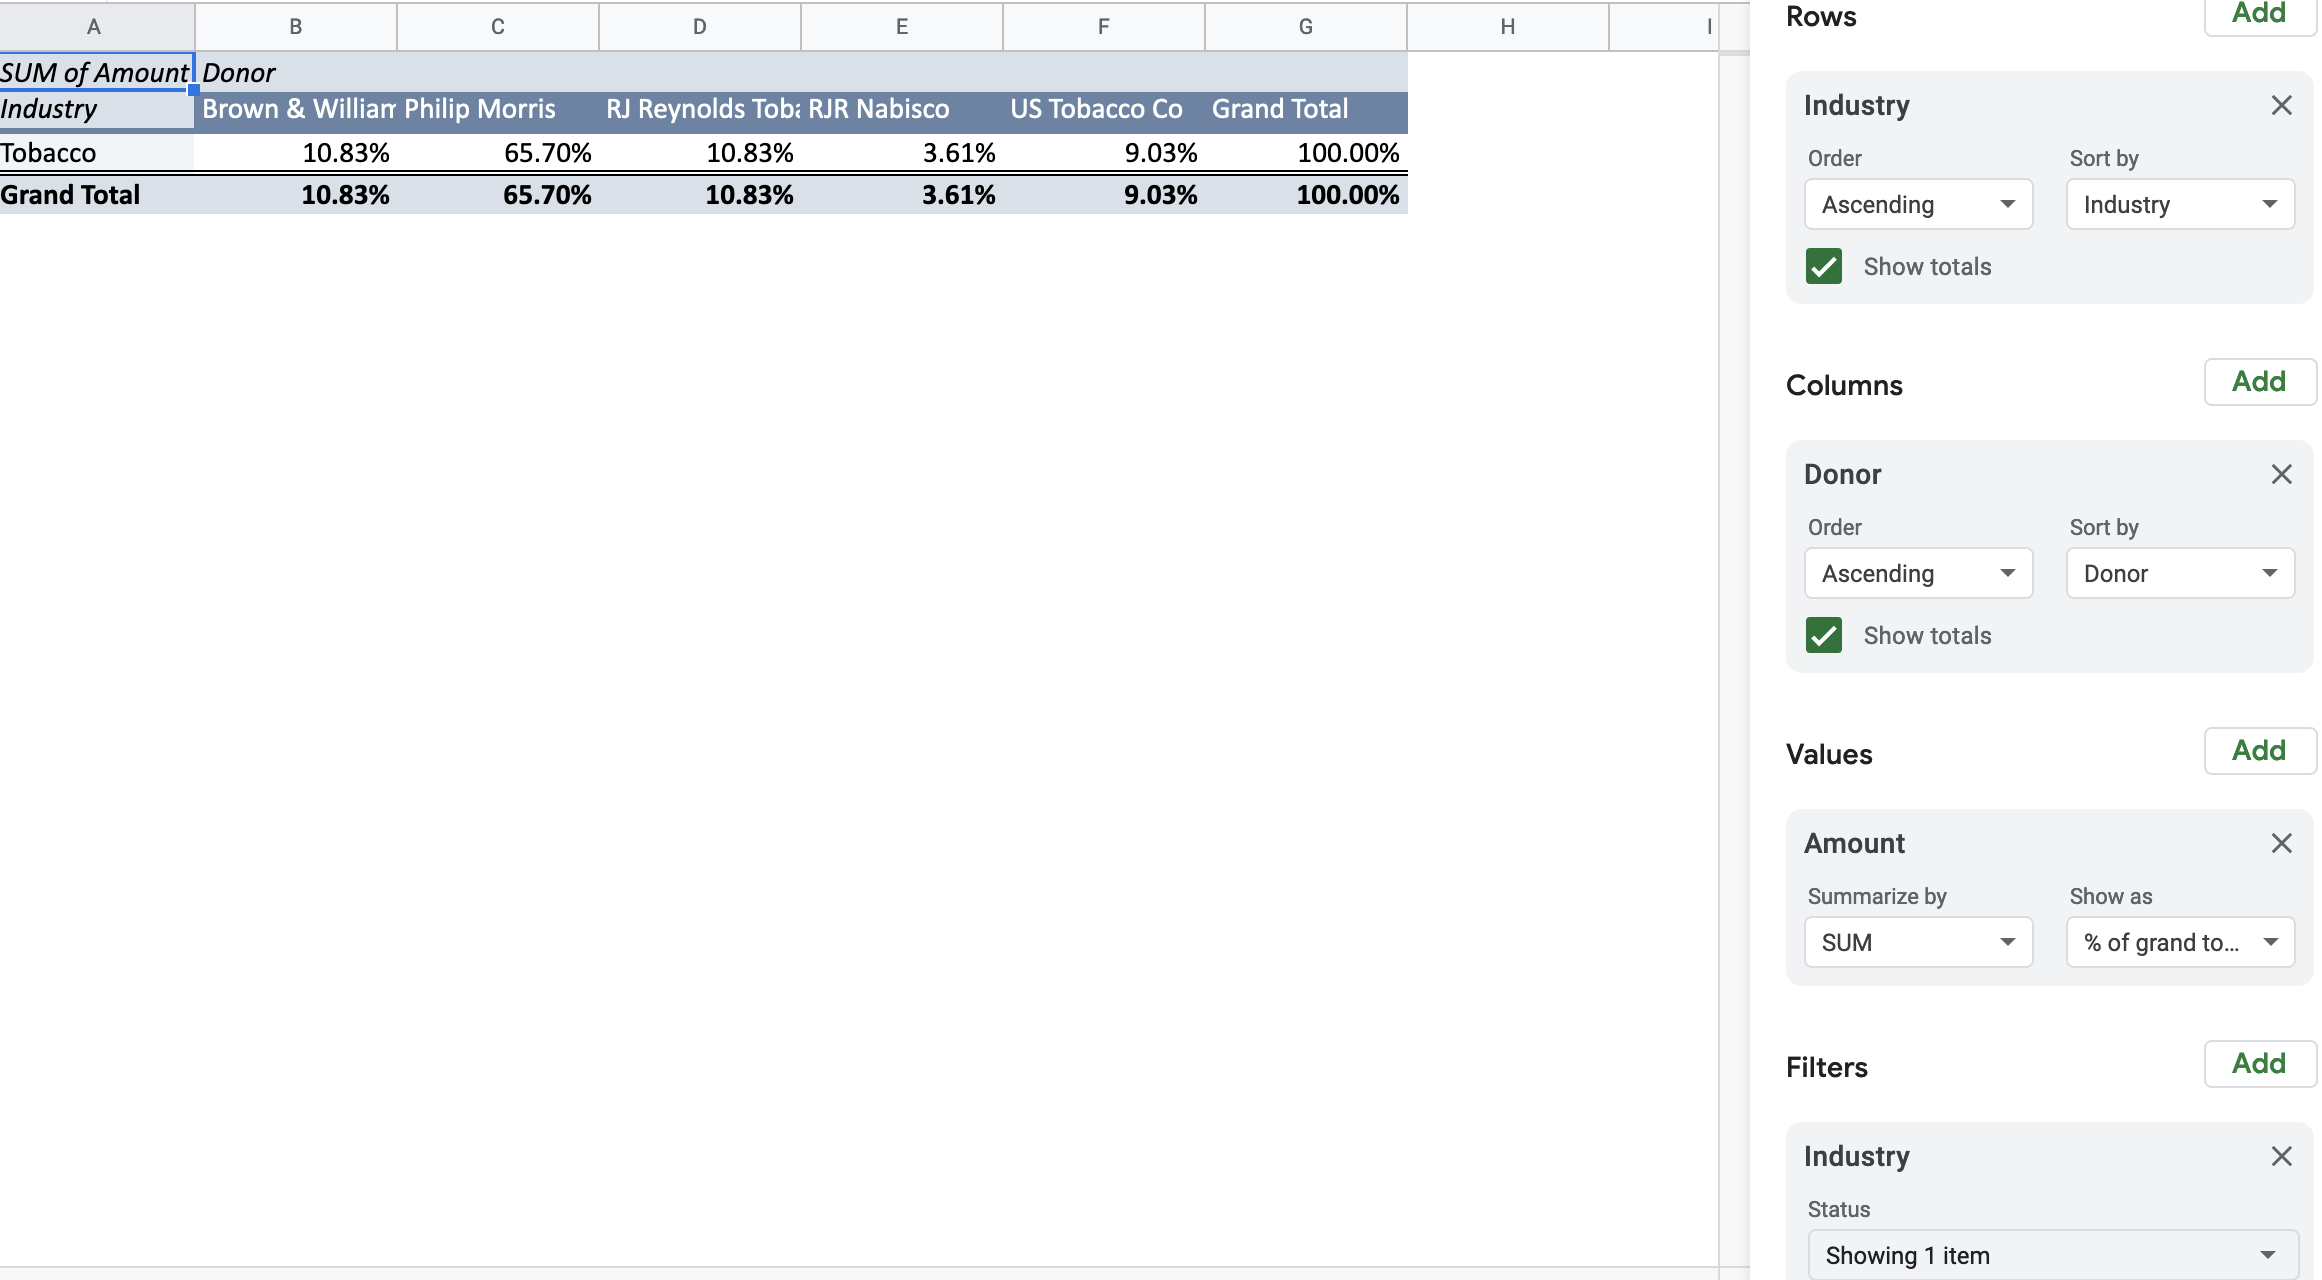 A B C D E F G H I
SUM of Amount Donor
Industry Brown & William Philip Morris RJ Reynolds Toba RJR Nabisco US Tobacco Co Grand Total
Tobacco 10.83% 65.70% 10.83% 3.61% 9.03% 100.00%
Grand Total 10.83% 65.70% 10.83% 3.61% 9.03% 100.00%
Rows Add
Industry
Order Sort by
Ascending Industry
Show totals
Columns Add
Donor
Order Sort by
Ascending Donor
Show totals
Values Add
Amount
Summarize by Show as
SUM % of grand to...
Filters Add
Industry
Status
Showing 1 item